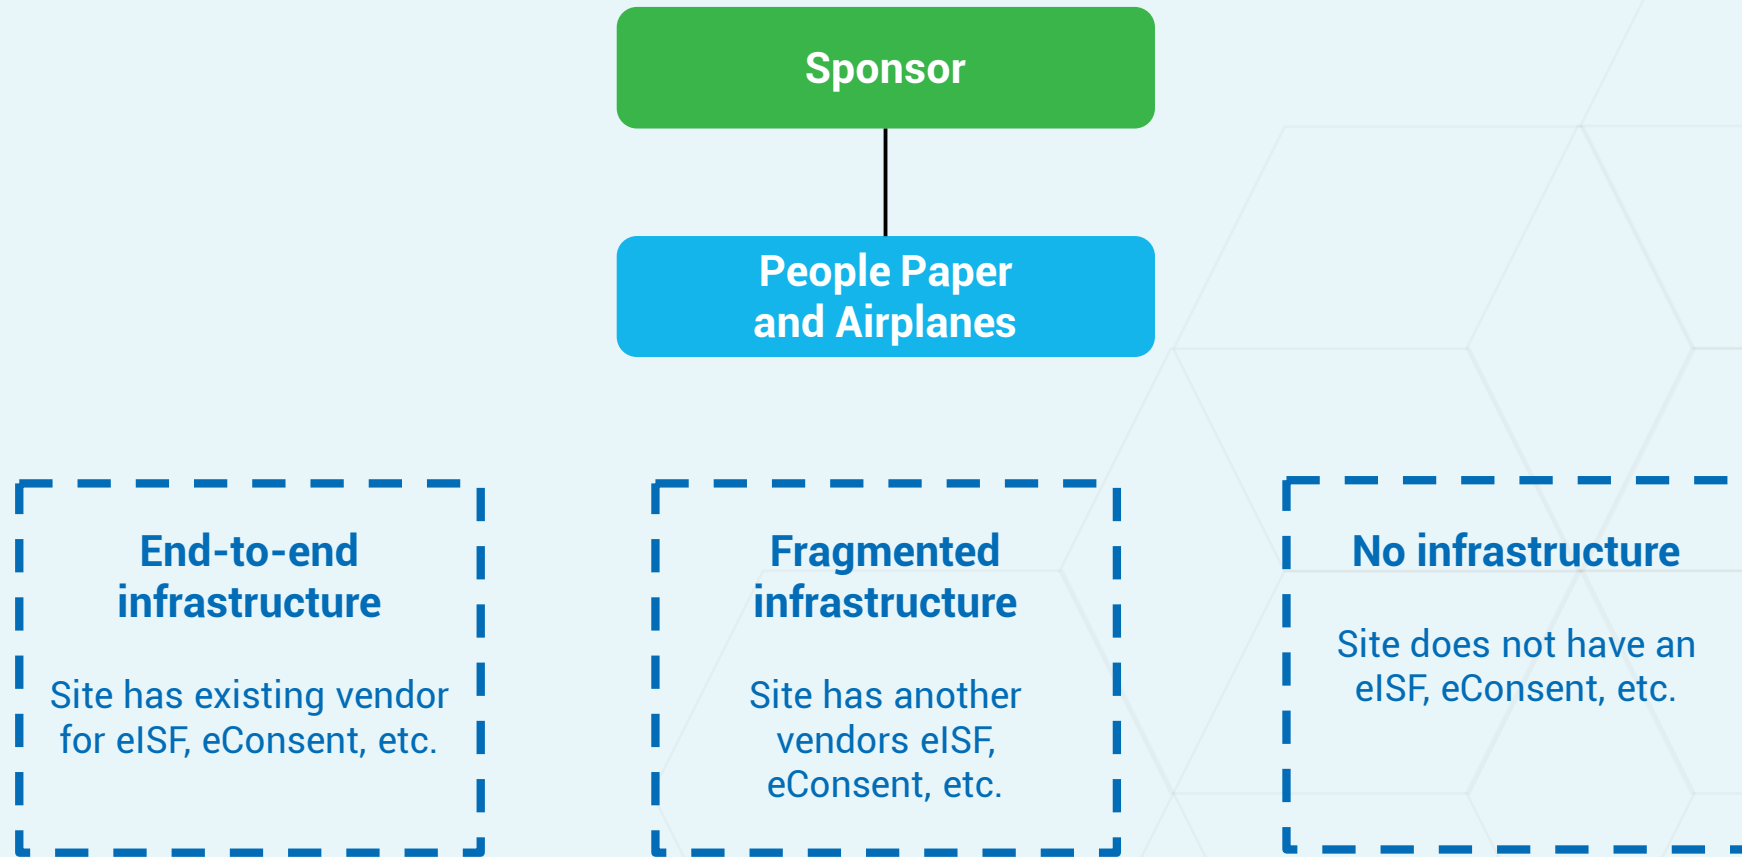 Sponsor
People Paper
and Airplanes
End-to-end
infrastructure
Site has existing vendor
for eISF, eConsent, etc.
Fragmented
infrastructure
Site has another
vendors eISF,
eConsent, etc.
No infrastructure
Site does not have an
eISF, eConsent, etc.